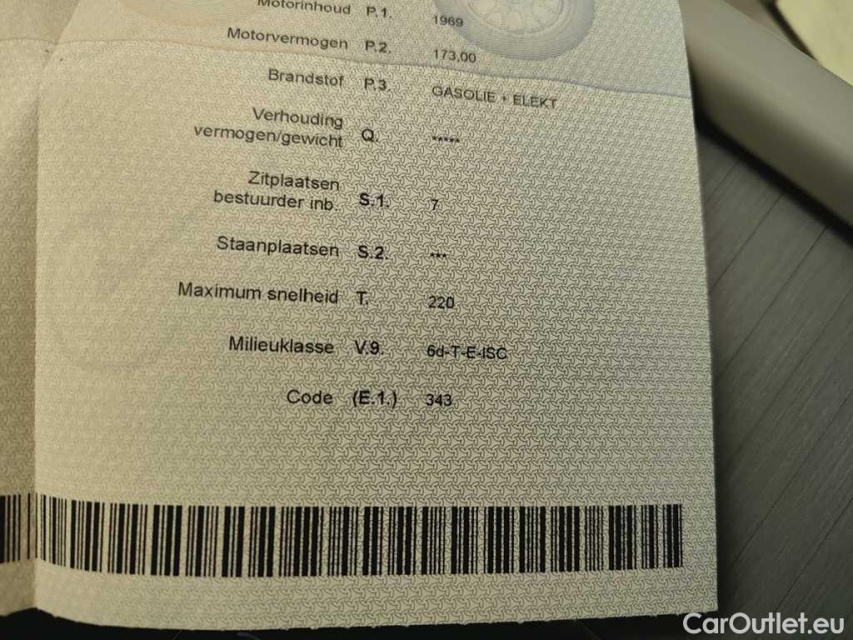 Motorinhoud P.1. 1969
Motorvermogen P.2. 173,00
Brandstof P.3. GASOLIE + ELEKT
Verhouding
vermogen/gewicht Q. *****
Zitplaatsen
bestuurder inb. S.1. 7
Staanplaatsen S.2. ***
Maximum snelheid T. 220
Milieuklasse V.9. 6d-T-E-ISC
Code (E.1.) 343
CarOutlet.eu